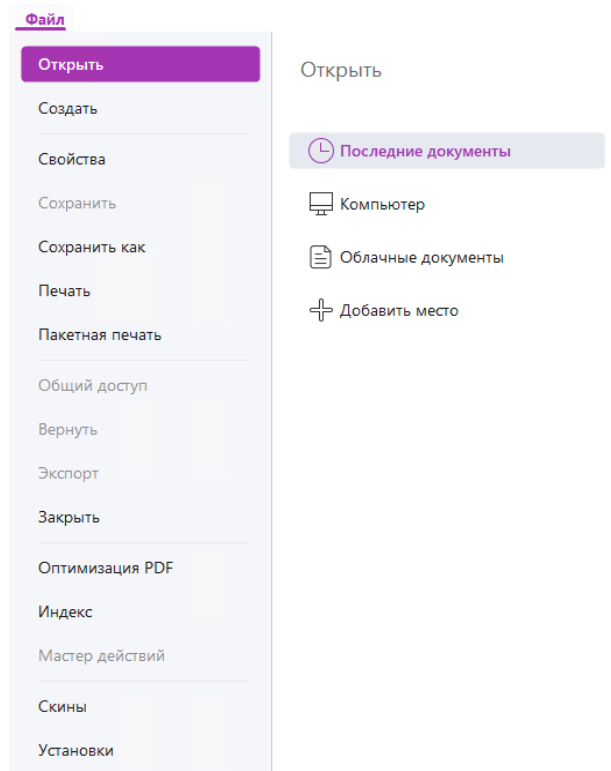 Файл
Открыть
Создать
Свойства
Сохранить
Сохранить как
Печать
Пакетная печать
Общий доступ
Вернуть
Экспорт
Закрыть
Оптимизация PDF
Индекс
Мастер действий
Скины
Установки
Открыть
Последние документы
Компьютер
Облачные документы
Добавить место